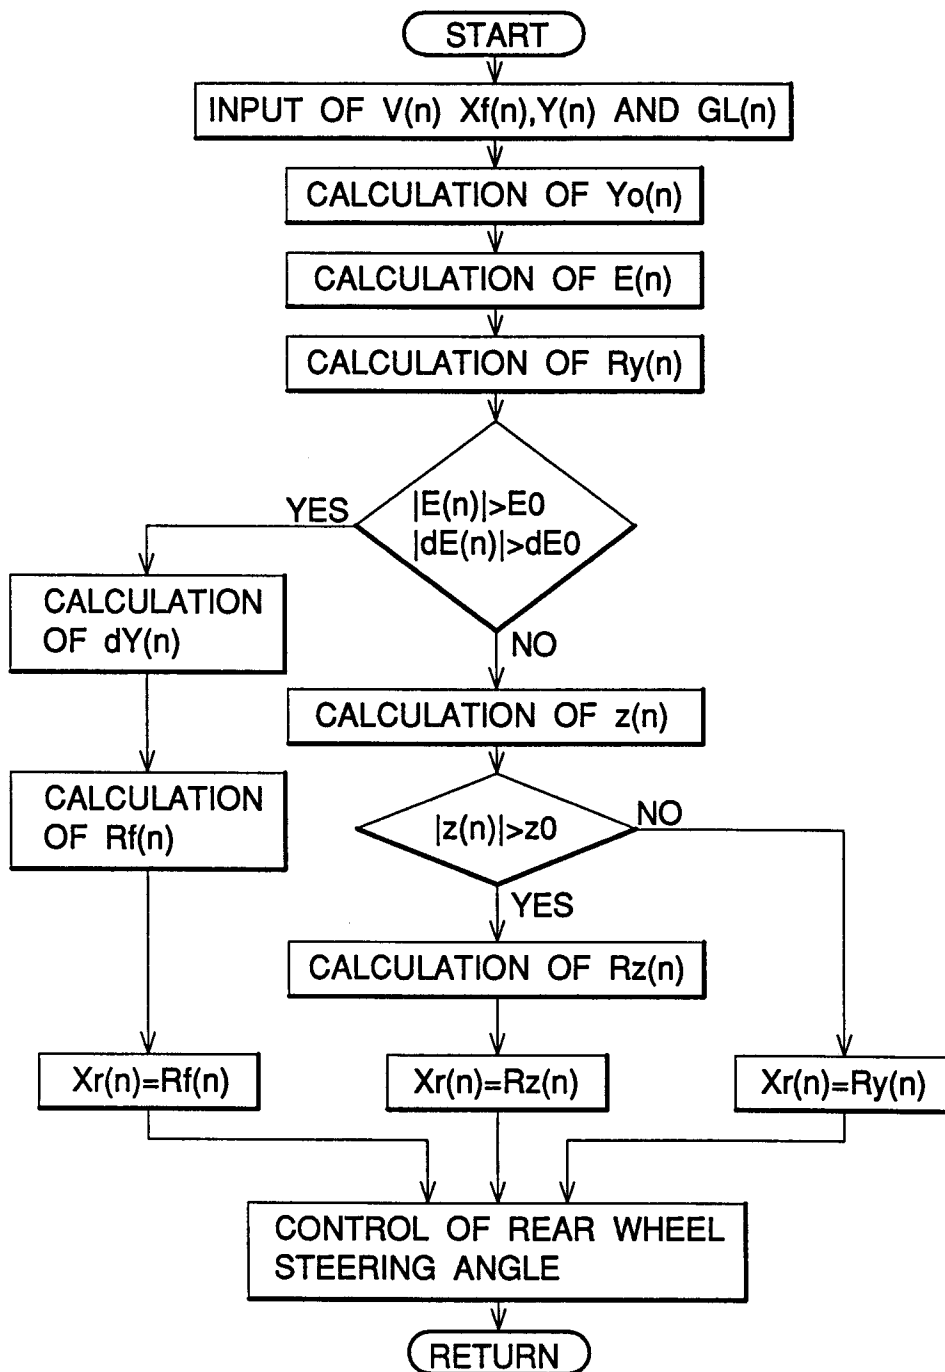 START
INPUT OF V(n) Xf(n),Y(n) AND GL(n)
CALCULATION OF Yo(n)
CALCULATION OF E(n)
CALCULATION OF Ry(n)
|E(n)|>E0
|dE(n)|>dE0
YES
NO
CALCULATION
OF dY(n)
CALCULATION OF z(n)
CALCULATION
OF Rf(n)
|z(n)|>z0
NO
YES
CALCULATION OF Rz(n)
Xr(n)=Rf(n)
Xr(n)=Rz(n)
Xr(n)=Ry(n)
CONTROL OF REAR WHEEL
STEERING ANGLE
RETURN